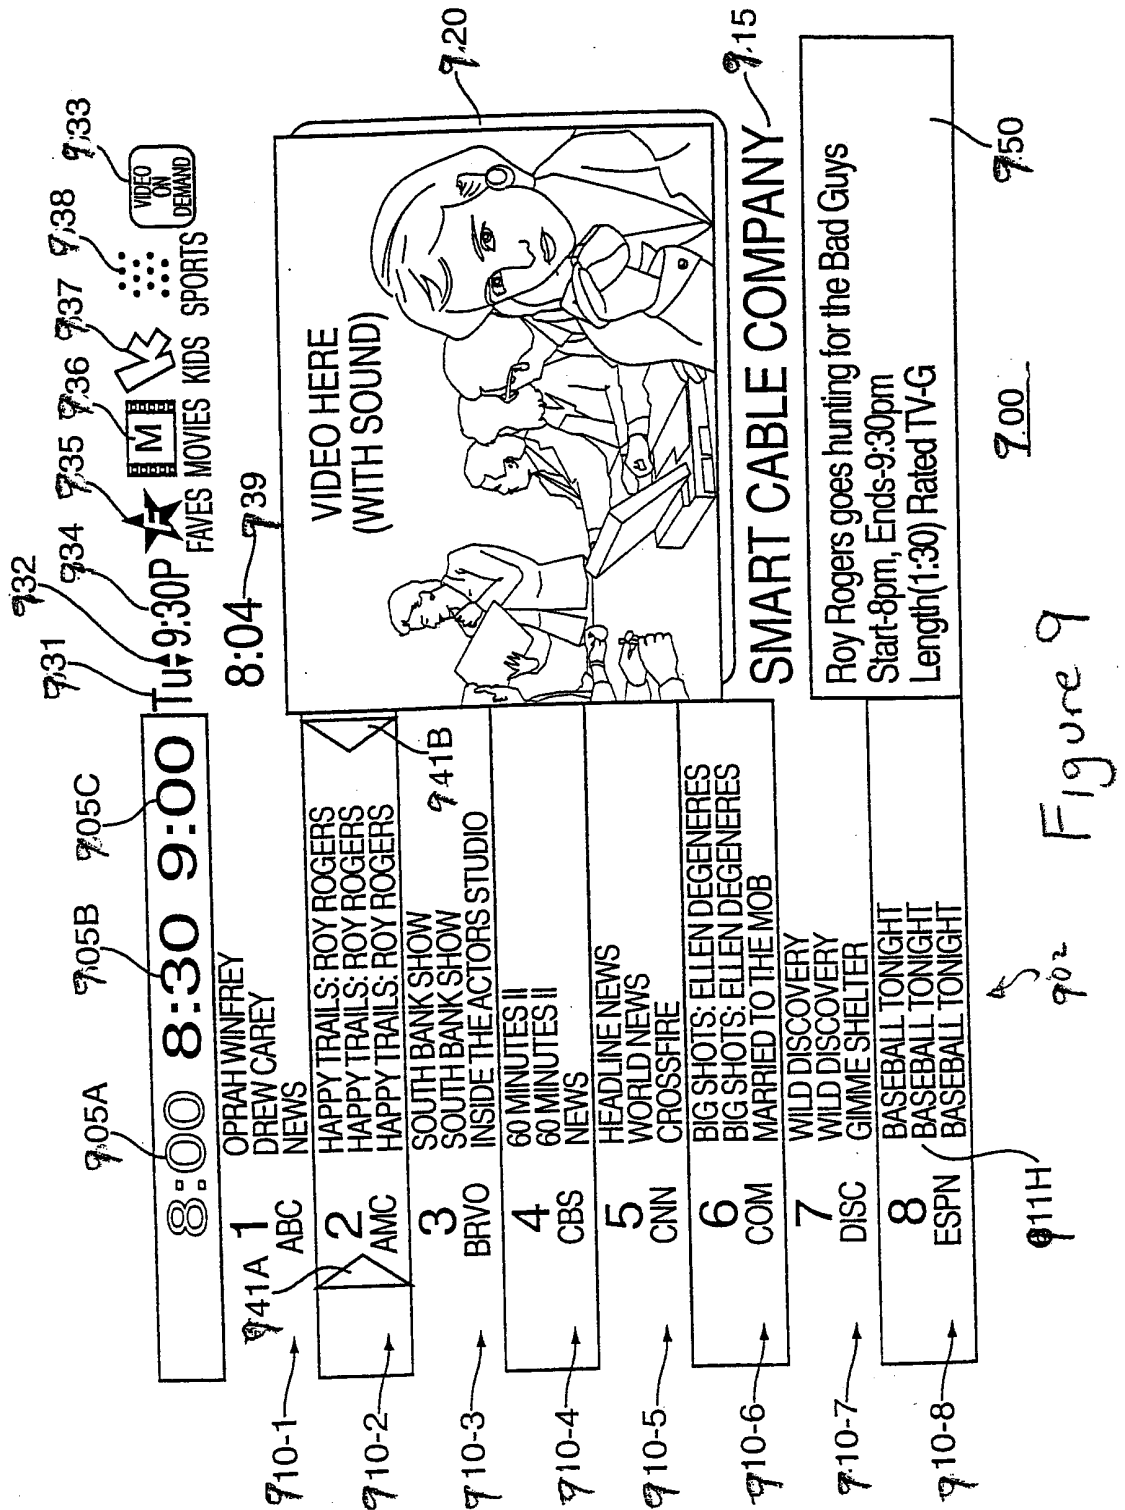 905A
905B
905C
931
932
934
935
936
937
938
933
8:00 8:30 9:00
Tu 9:30P
F
M
VIDEO
ON
DEMAND
FAVES MOVIES KIDS SPORTS
8:04
939
910-1
1
ABC
OPRAH WINFREY
DREW CAREY
NEWS
941A
910-2
2
AMC
HAPPY TRAILS: ROY ROGERS
HAPPY TRAILS: ROY ROGERS
HAPPY TRAILS: ROY ROGERS
941B
910-3
3
BRVO
SOUTH BANK SHOW
SOUTH BANK SHOW
INSIDE THE ACTORS STUDIO
910-4
4
CBS
60 MINUTES II
60 MINUTES II
NEWS
910-5
5
CNN
HEADLINE NEWS
WORLD NEWS
CROSSFIRE
910-6
6
COM
BIG SHOTS: ELLEN DEGENERES
BIG SHOTS: ELLEN DEGENERES
MARRIED TO THE MOB
910-7
7
DISC
WILD DISCOVERY
WILD DISCOVERY
GIMME SHELTER
910-8
8
ESPN
BASEBALL TONIGHT
BASEBALL TONIGHT
BASEBALL TONIGHT
911H
VIDEO HERE
(WITH SOUND)
920
SMART CABLE COMPANY
915
Roy Rogers goes hunting for the Bad Guys
Start-8pm, Ends-9:30pm
Length(1:30) Rated TV-G
950
902
900
Figure 9